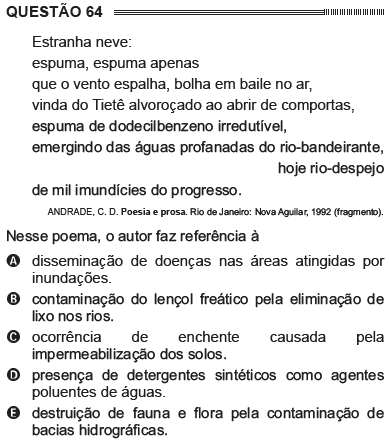 QUESTÃO 64
Estranha neve:
espuma, espuma apenas
que o vento espalha, bolha em baile no ar,
vinda do Tietê alvoroçado ao abrir de comportas,
espuma de dodecilbenzeno irredutível,
emergindo das águas profanadas do rio-bandeirante,
hoje rio-despejo
de mil imundícies do progresso.
ANDRADE, C. D. Poesia e prosa. Rio de Janeiro: Nova Aguilar, 1992 (fragmento).
Nesse poema, o autor faz referência à
A disseminação de doenças nas áreas atingidas por
inundações.
B contaminação do lençol freático pela eliminação de
lixo nos rios.
C ocorrência de enchente causada pela
impermeabilização dos solos.
D presença de detergentes sintéticos como agentes
poluentes de águas.
E destruição de fauna e flora pela contaminação de
bacias hidrográficas.